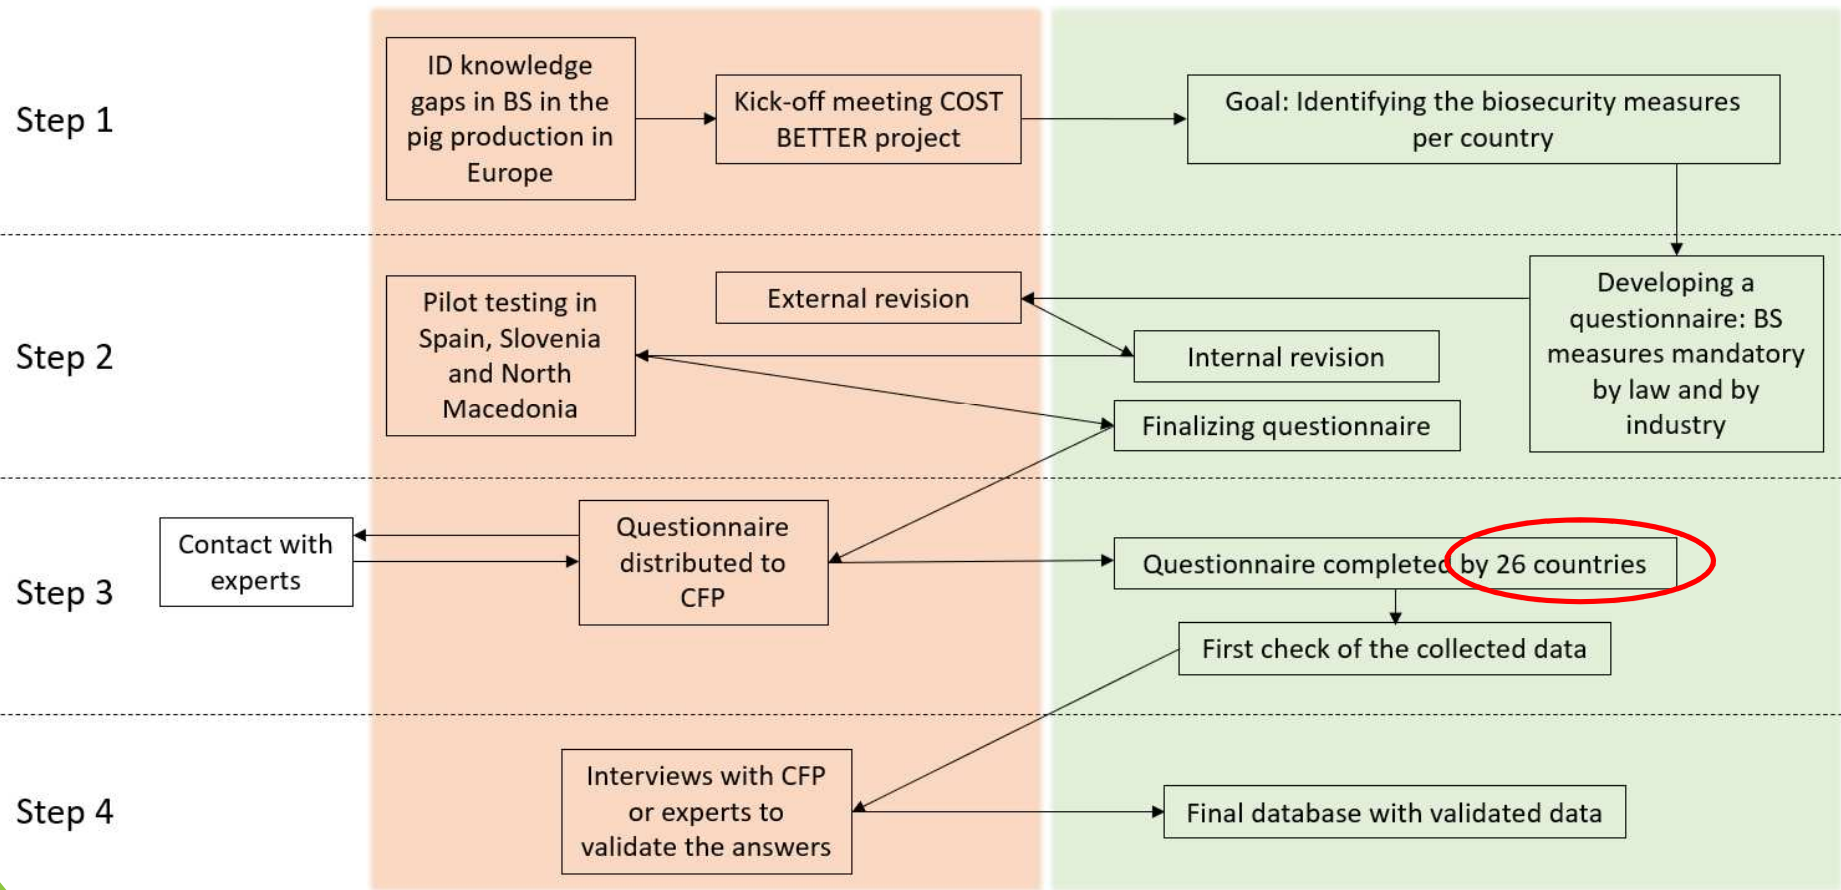 Step 1
ID knowledge
gaps in BS in the
pig production in
Europe
Kick-off meeting COST
BETTER project
Goal: Identifying the biosecurity measures
per country
Step 2
Pilot testing in
Spain, Slovenia
and North
Macedonia
External revision
Internal revision
Finalizing questionnaire
Developing a
questionnaire: BS
measures mandatory
by law and by
industry
Step 3
Contact with
experts
Questionnaire
distributed to
CFP
Questionnaire completed by 26 countries
First check of the collected data
Step 4
Interviews with CFP
or experts to
validate the answers
Final database with validated data